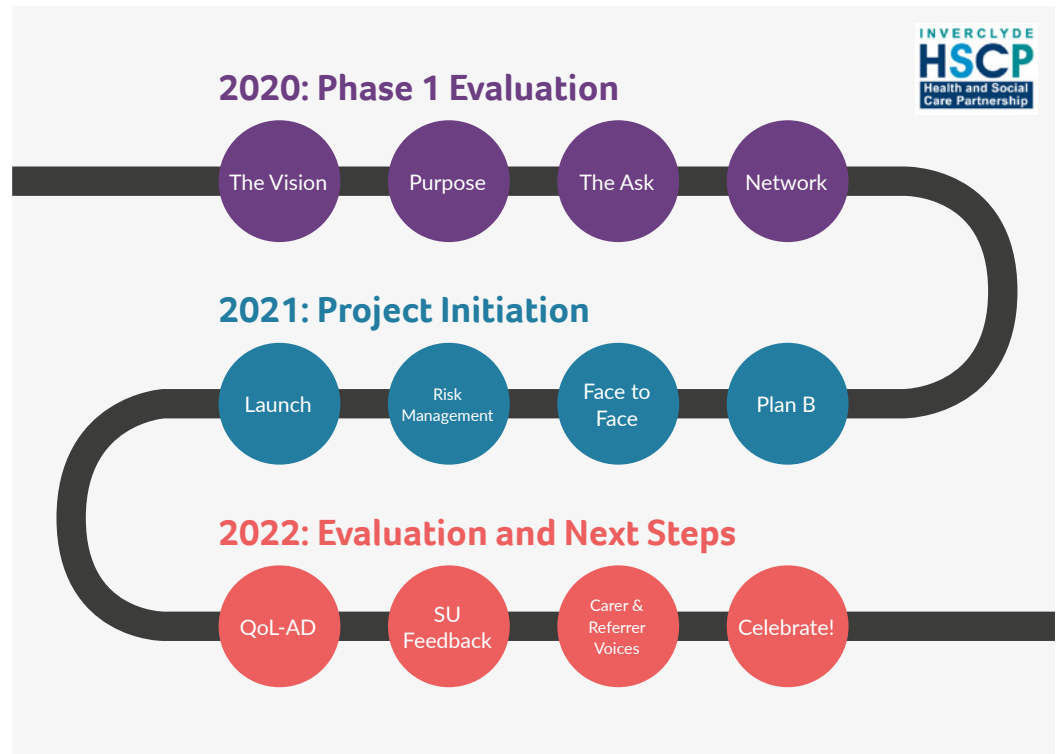 INVERCLYDE
HSCP
Health and Social
Care Partnership
2020: Phase 1 Evaluation
The Vision
Purpose
The Ask
Network
2021: Project Initiation
Launch
Risk
Management
Face to
Face
Plan B
2022: Evaluation and Next Steps
QoL-AD
SU
Feedback
Carer &
Referrer
Voices
Celebrate!